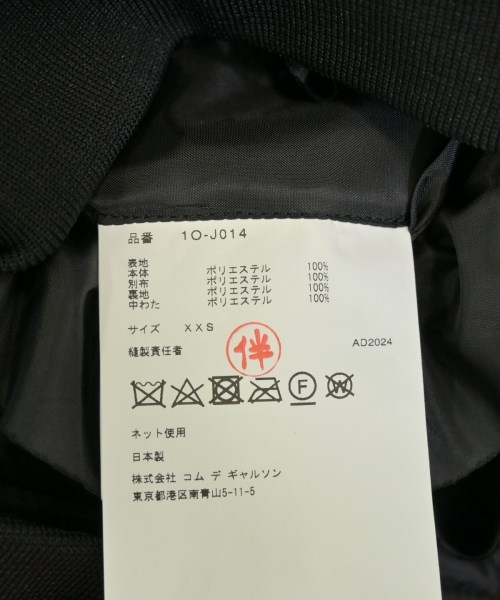 品番 1O-J014
表地
本体 ポリエステル 100%
別布 ポリエステル 100%
裏地 ポリエステル 100%
中わた ポリエステル 100%
サイズ XXS
縫製責任者 伴 AD2024
F W
ネット使用
日本製
株式会社 コム デ ギャルソン
東京都港区南青山5-11-5